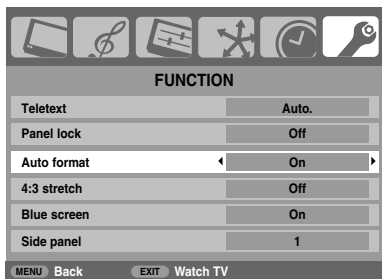 FUNCTION
Teletext Auto.
Panel lock Off
Auto format On
4:3 stretch Off
Blue screen On
Side panel 1
MENU Back EXIT Watch TV